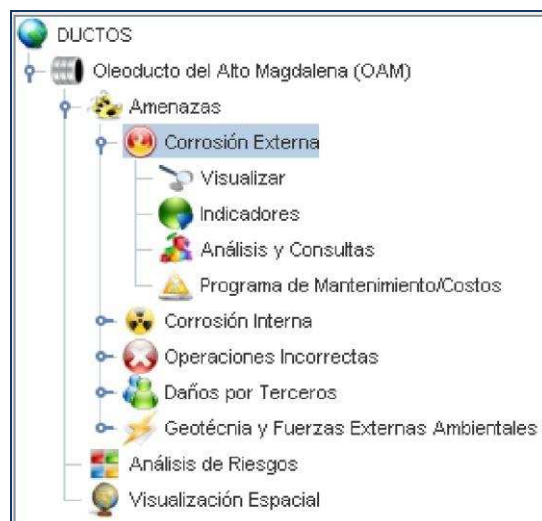 DUCTOS
Oleoducto del Alto Magdalena (OAM)
Amenazas
Corrosión Externa
Visualizar
Indicadores
Análisis y Consultas
Programa de Mantenimiento/Costos
Corrosión Interna
Operaciones Incorrectas
Daños por Terceros
Geotécnia y Fuerzas Externas Ambientales
Análisis de Riesgos
Visualización Espacial